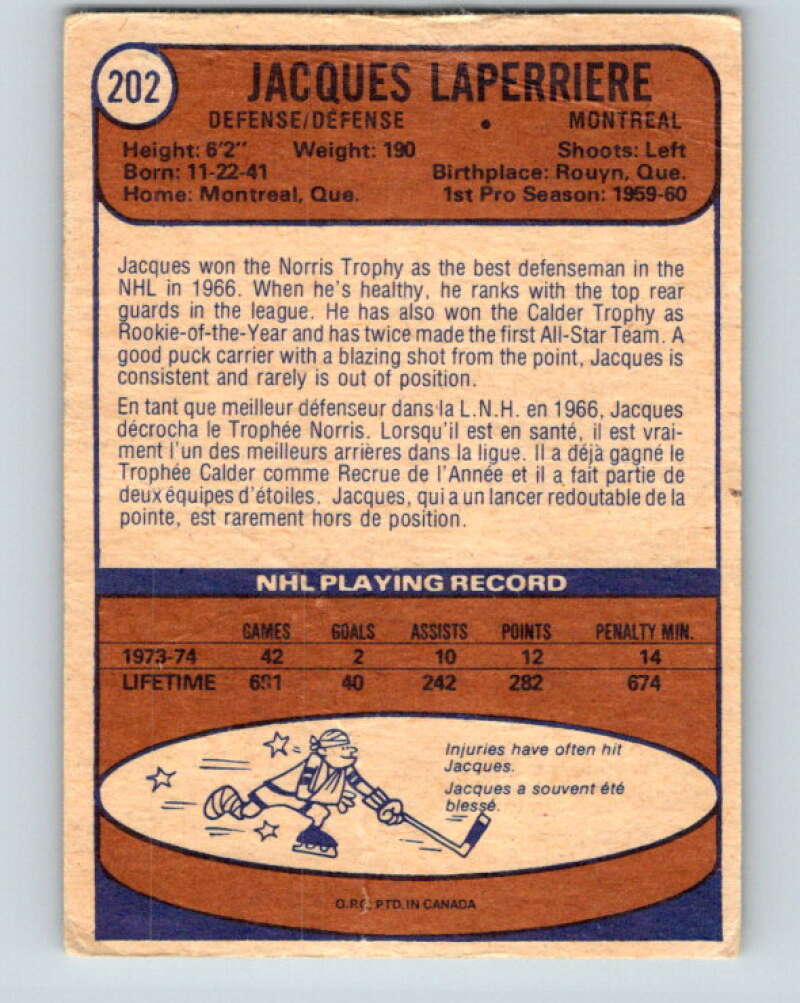 202
JACQUES LAPERRIERE
DEFENSE/DÉFENSE • MONTREAL
Height: 6'2" Weight: 190 Shoots: Left
Born: 11-22-41 Birthplace: Rouyn, Que.
Home: Montreal, Que. 1st Pro Season: 1959-60
Jacques won the Norris Trophy as the best defenseman in the
NHL in 1966. When he's healthy, he ranks with the top rear
guards in the league. He has also won the Calder Trophy as
Rookie-of-the-Year and has twice made the first All-Star Team. A
good puck carrier with a blazing shot from the point, Jacques is
consistent and rarely is out of position.
En tant que meilleur défenseur dans la L.N.H. en 1966, Jacques
décrocha le Trophée Norris. Lorsqu'il est en santé, il est vrai-
ment l'un des meilleurs arrières dans la ligue. Il a déjà gagné le
Trophée Calder comme Recrue de l'Année et il a fait partie de
deux équipes d'étoiles. Jacques, qui a un lancer redoutable de la
pointe, est rarement hors de position.
NHL PLAYING RECORD
GAMES GOALS ASSISTS POINTS PENALTY MIN.
1973-74 42 2 10 12 14
LIFETIME 691 40 242 282 674
Injuries have often hit
Jacques.
Jacques a souvent été
blessé.
O.P.C. PTD. IN CANADA